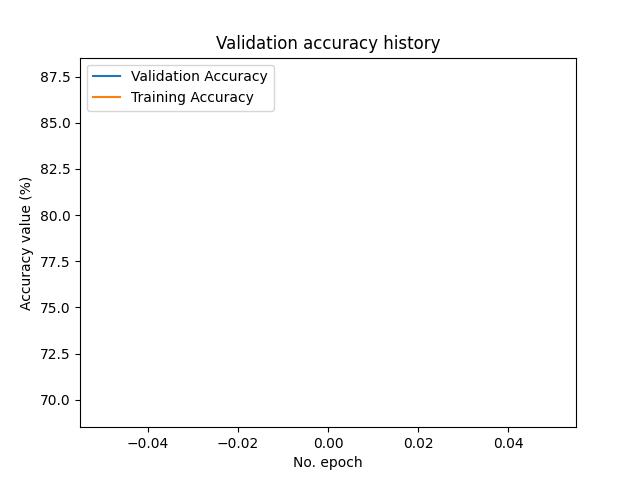 Validation accuracy history
Validation Accuracy
Training Accuracy
87.5
85.0
82.5
80.0
77.5
75.0
72.5
70.0
Accuracy value (%)
−0.04 −0.02 0.00 0.02 0.04
No. epoch